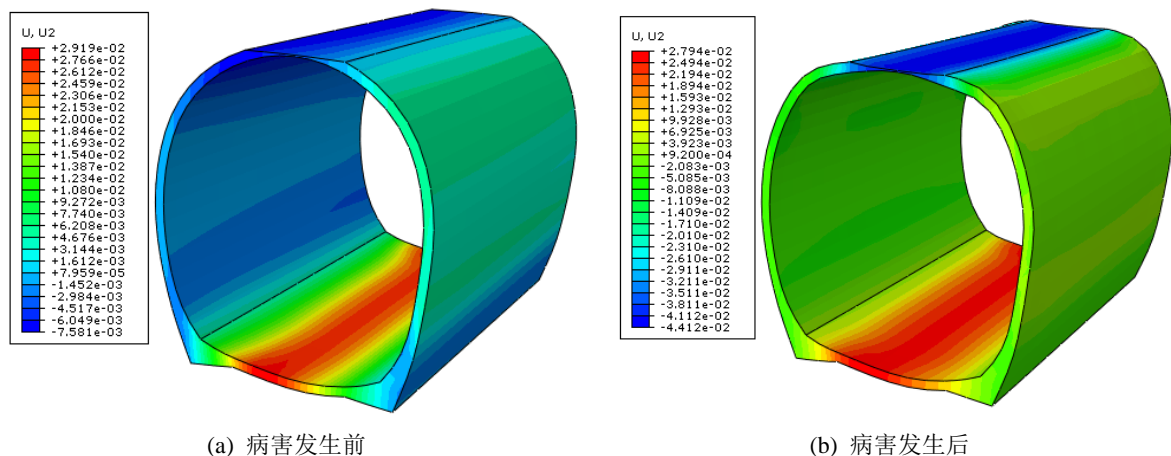 U, U2
+2.919e-02
+2.766e-02
+2.612e-02
+2.459e-02
+2.306e-02
+2.153e-02
+2.000e-02
+1.846e-02
+1.693e-02
+1.540e-02
+1.387e-02
+1.234e-02
+1.080e-02
+9.272e-03
+7.740e-03
+6.208e-03
+4.676e-03
+3.144e-03
+1.612e-03
+7.959e-05
-1.452e-03
-2.984e-03
-4.517e-03
-6.049e-03
-7.581e-03
(a) 病害发生前
U, U2
+2.794e-02
+2.494e-02
+2.194e-02
+1.894e-02
+1.593e-02
+1.293e-02
+9.928e-03
+6.925e-03
+3.923e-03
+9.200e-04
-2.083e-03
-5.085e-03
-8.088e-03
-1.109e-02
-1.409e-02
-1.710e-02
-2.010e-02
-2.310e-02
-2.610e-02
-2.911e-02
-3.211e-02
-3.511e-02
-3.811e-02
-4.112e-02
-4.412e-02
(b) 病害发生后